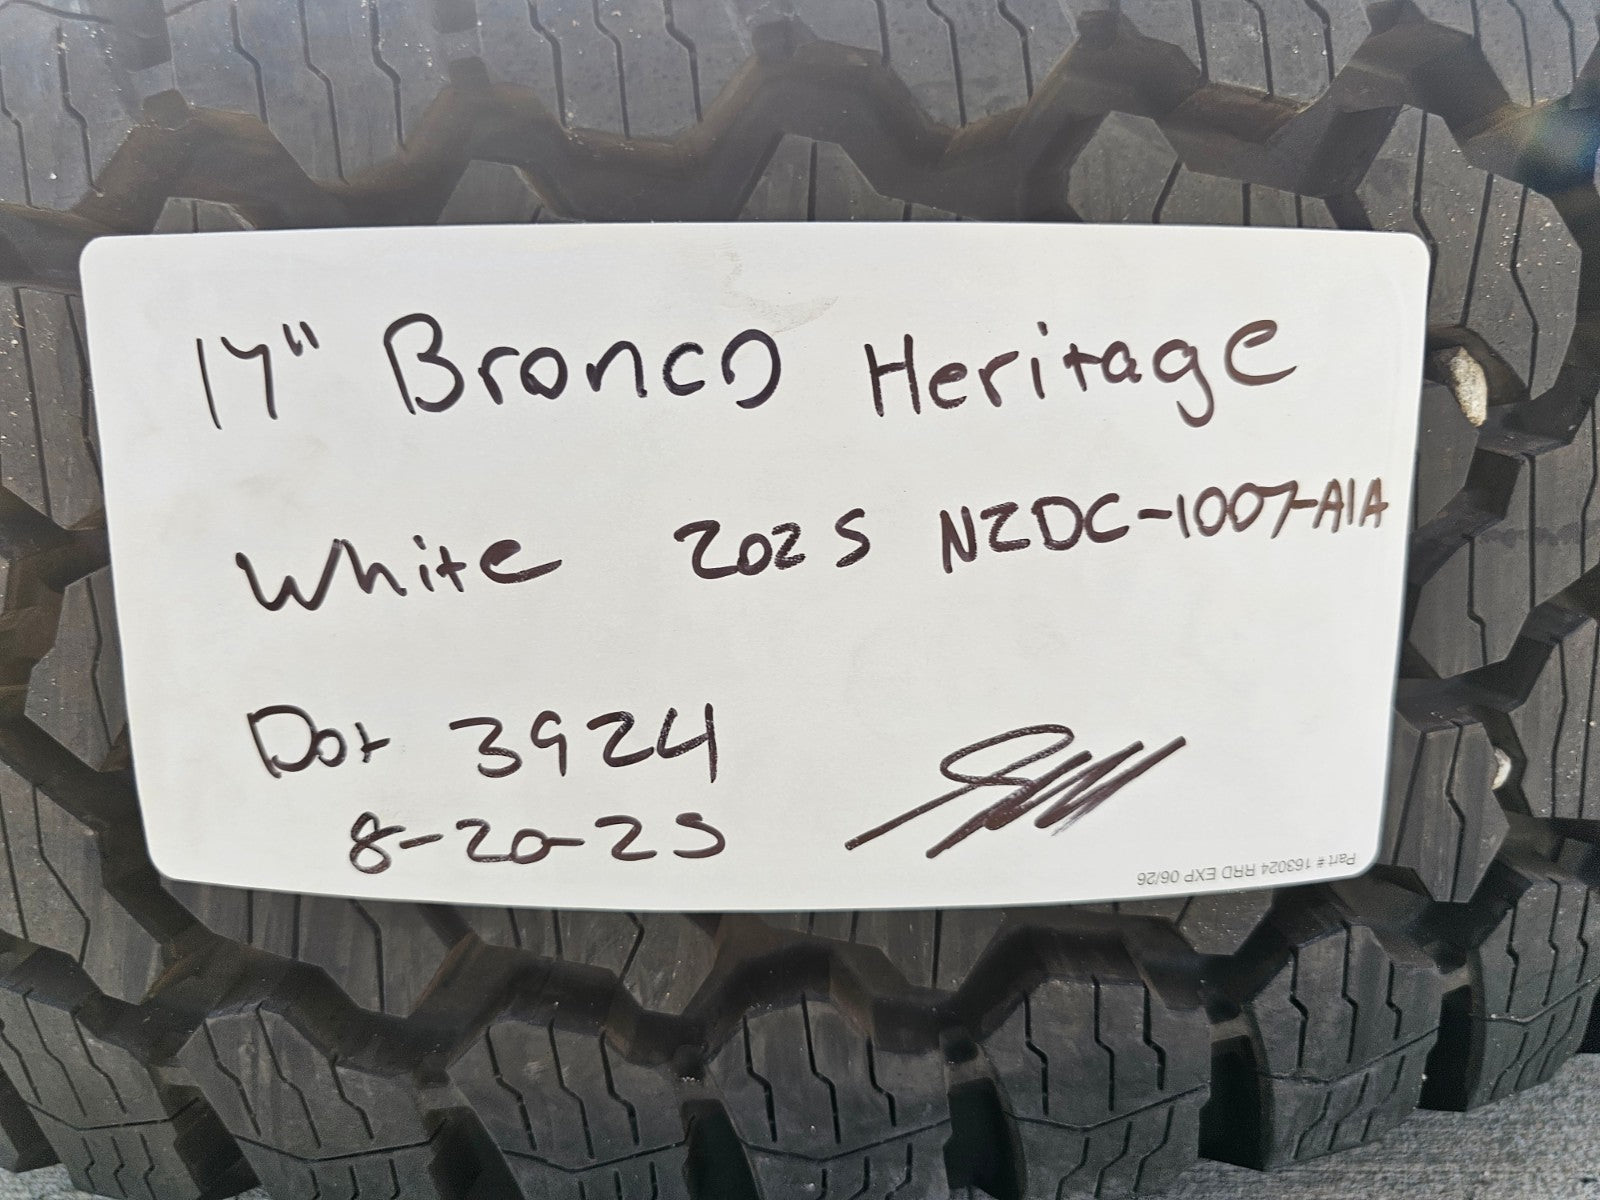 17" Bronco Heritage
White 2025 NZDC-1007-A1A
Dot 3924
8-20-25
Part # 163024 RRD EXP 06/26